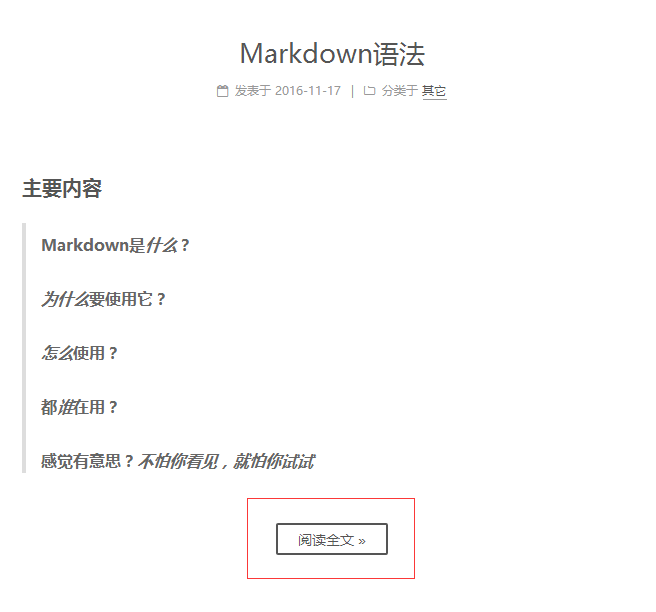 Markdown语法
发表于 2016-11-17 | 分类于 其它
主要内容
Markdown是什么？
为什么要使用它？
怎么使用？
都谁在用？
感觉有意思？不怕你看见，就怕你试试
阅读全文 »